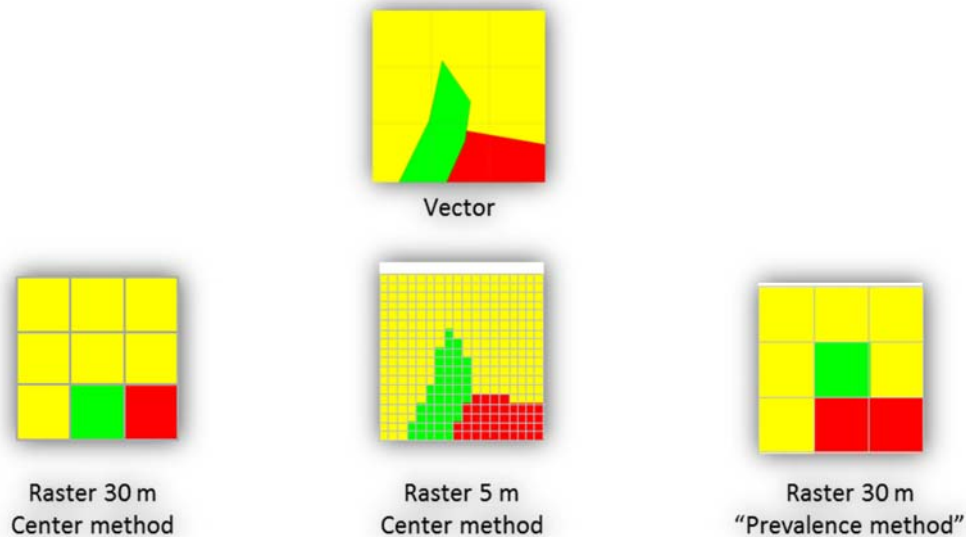 Vector
Raster 30 m
Center method
Raster 5 m
Center method
Raster 30 m
“Prevalence method”